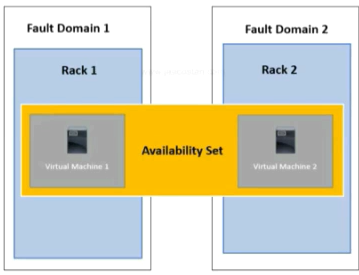 Fault Domain 1
Fault Domain 2
Rack 1
Rack 2
Availability Set
Virtual Machine 1
Virtual Machine 2